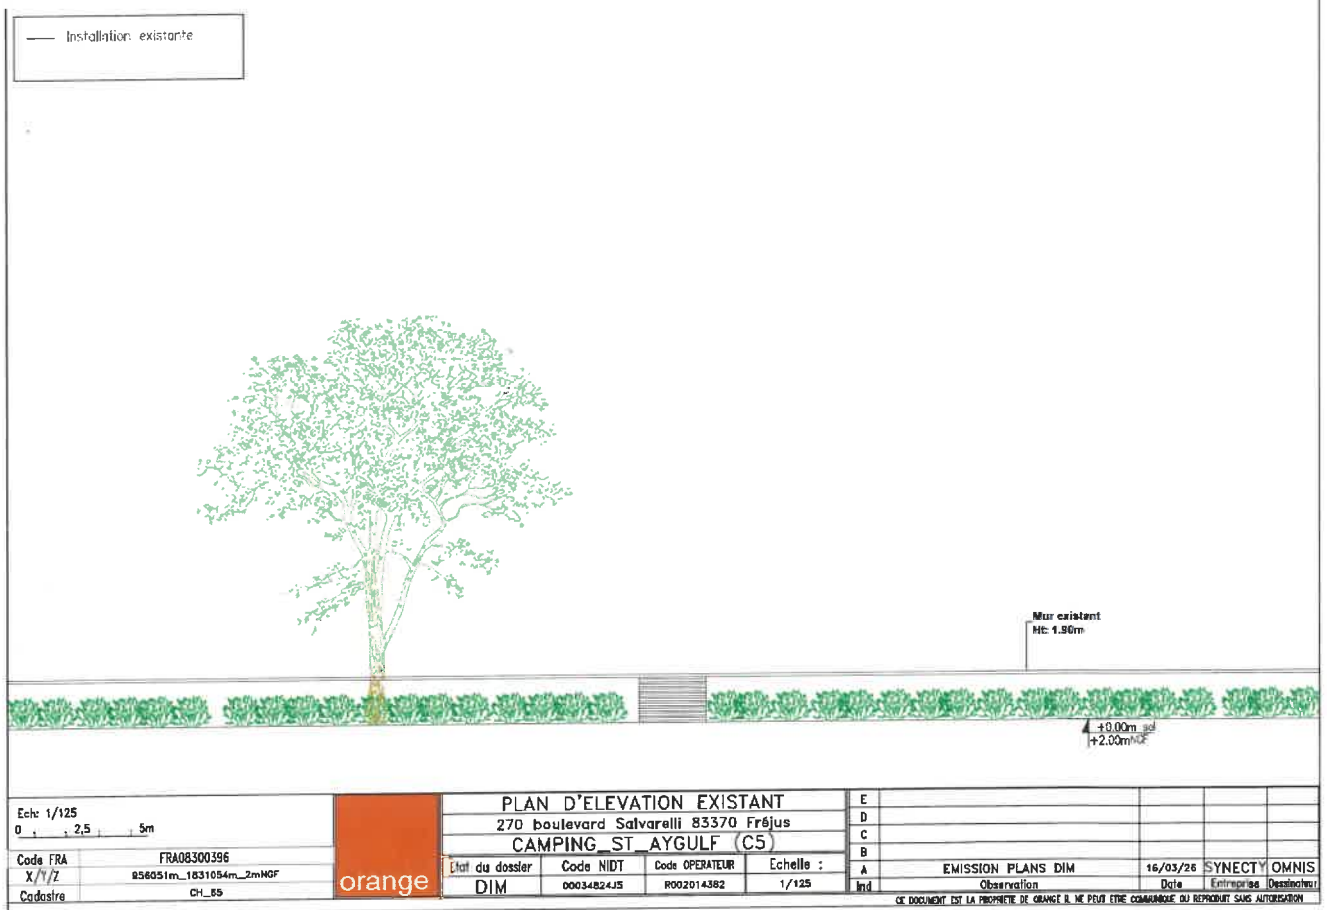 Installation existante
Mur existant
Ht: 1.90m
+0.00m sol
+2.00mNGF
Ech: 1/125
0 2,5 5m
Code FRA FRA08300396
X/Y/Z 956051m_1831054m_2mNGF
Cadastre CH_65
orange
PLAN D'ELEVATION EXISTANT
270 boulevard Salvarelli 83370 Fréjus
CAMPING_ST_AYGULF (C5)
Etat du dossier Code NIDT Code OPERATEUR Echelle :
DIM 00034824J5 R002014382 1/125
E
D
C
B
A EMISSION PLANS DIM 16/03/26 SYNECTY OMNIS
Ind Observation Date Entreprise Dessinateur
CE DOCUMENT EST LA PROPRIETE DE ORANGE IL NE PEUT ETRE COMMUNIQUE OU REPRODUIT SANS AUTORISATION